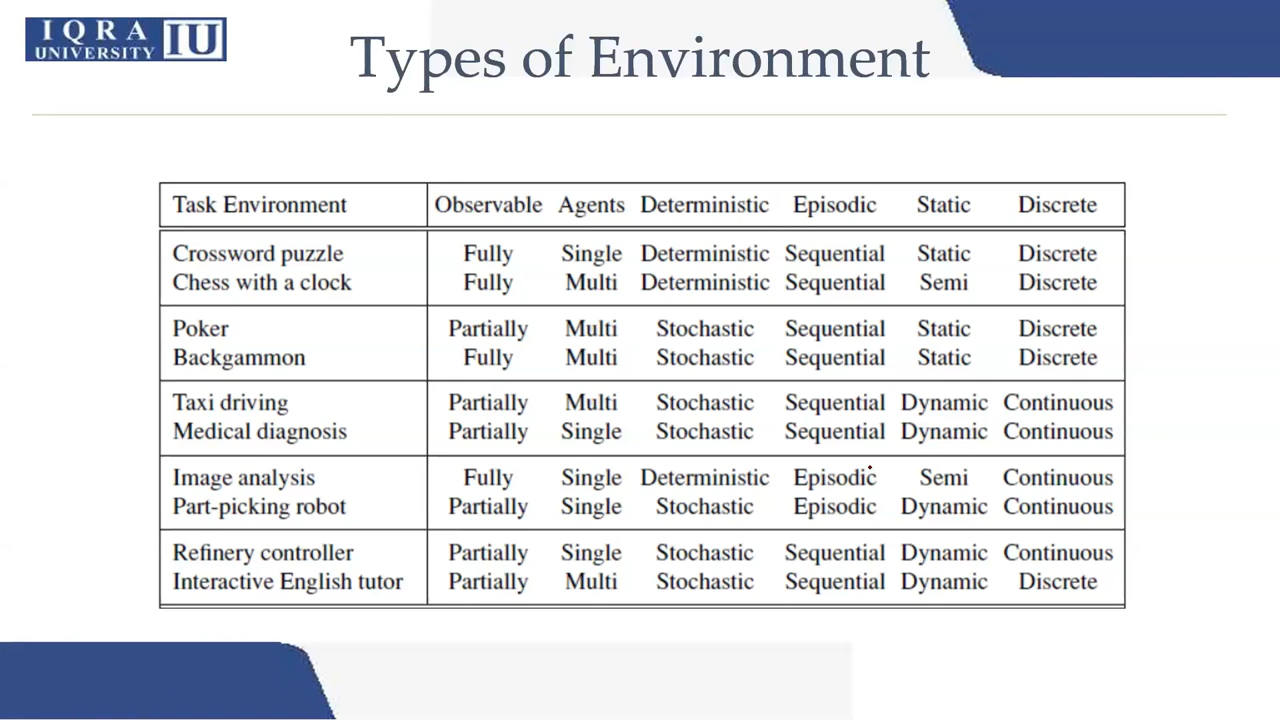 IQRA
UNIVERSITY IU
Types of Environment
Task Environment Observable Agents Deterministic Episodic Static Discrete
Crossword puzzle Fully Single Deterministic Sequential Static Discrete
Chess with a clock Fully Multi Deterministic Sequential Semi Discrete
Poker Partially Multi Stochastic Sequential Static Discrete
Backgammon Fully Multi Stochastic Sequential Static Discrete
Taxi driving Partially Multi Stochastic Sequential Dynamic Continuous
Medical diagnosis Partially Single Stochastic Sequential Dynamic Continuous
Image analysis Fully Single Deterministic Episodic Semi Continuous
Part-picking robot Partially Single Stochastic Episodic Dynamic Continuous
Refinery controller Partially Single Stochastic Sequential Dynamic Continuous
Interactive English tutor Partially Multi Stochastic Sequential Dynamic Discrete